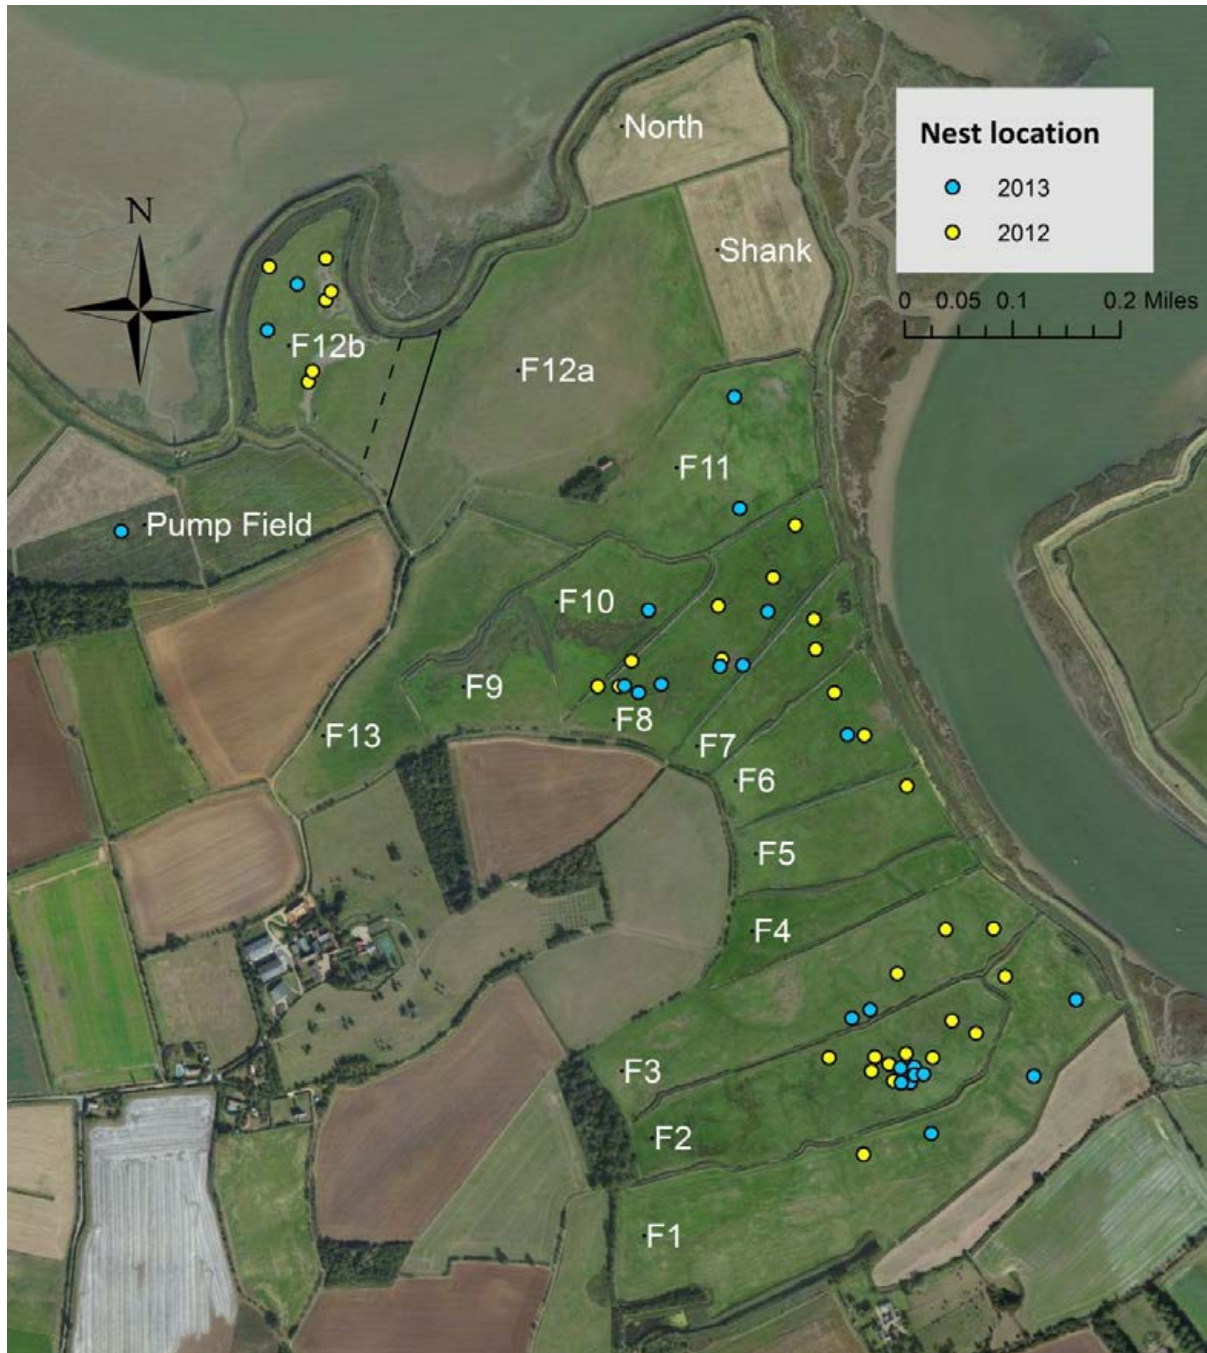 North
Nest location
2013
2012
Shank
0 0.05 0.1 0.2 Miles
N
F12b
F12a
F11
Pump Field
F10
F9
F8
F13
F7
F6
F5
F4
F3
F2
F1